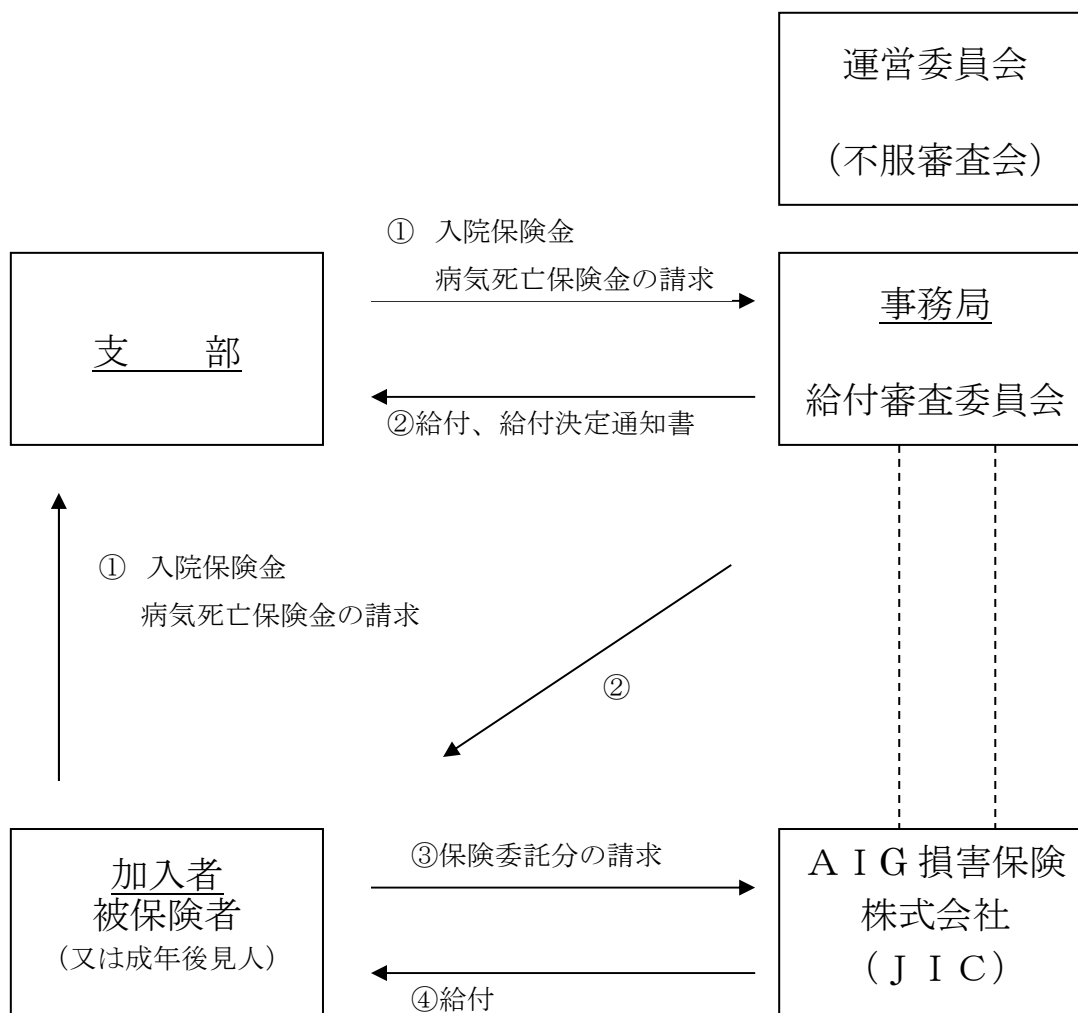 運営委員会
（不服審査会）
① 入院保険金
病気死亡保険金の請求
支　　部
事務局
給付審査委員会
②給付、給付決定通知書
① 入院保険金
病気死亡保険金の請求
②
加入者
被保険者
（又は成年後見人）
③保険委託分の請求
④給付
ＡＩＧ損害保険
株式会社
（ＪＩＣ）